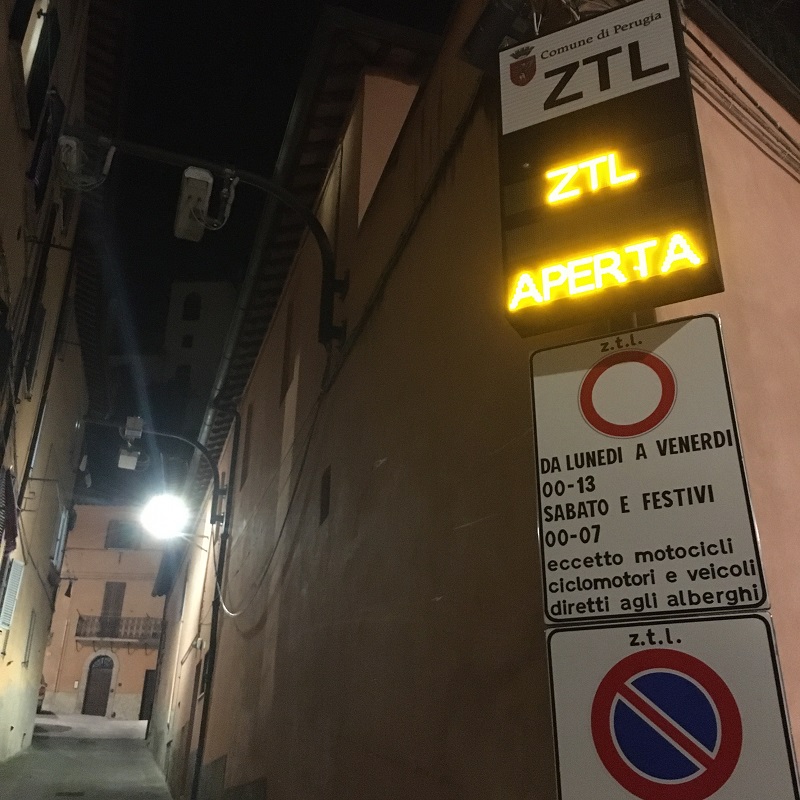 Comune di Perugia
ZTL
ZTL
APERTA
z.t.l.
DA LUNEDI A VENERDI
00-13
SABATO E FESTIVI
00-07
eccetto motocicli
ciclomotori e veicoli
diretti agli alberghi
z.t.l.